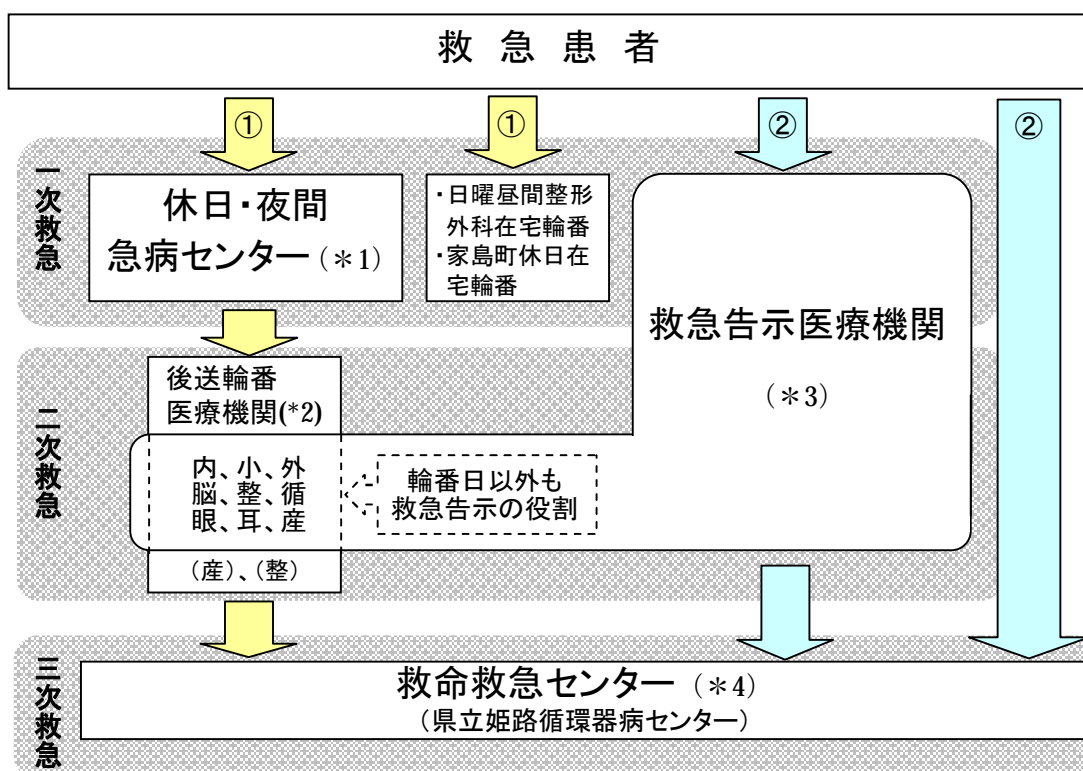 救 急 患 者
①
①
②
②
一次救急
休日・夜間
急病センター（＊1）
・日曜昼間整形
外科在宅輪番
・家島町休日在
宅輪番
救急告示医療機関
（＊3）
二次救急
後送輪番
医療機関(*2)
内、小、外
脳、整、循
眼、耳、産
輪番日以外も
救急告示の役割
（産）、（整）
三次救急
救命救急センター（＊4）
（県立姫路循環器病センター）